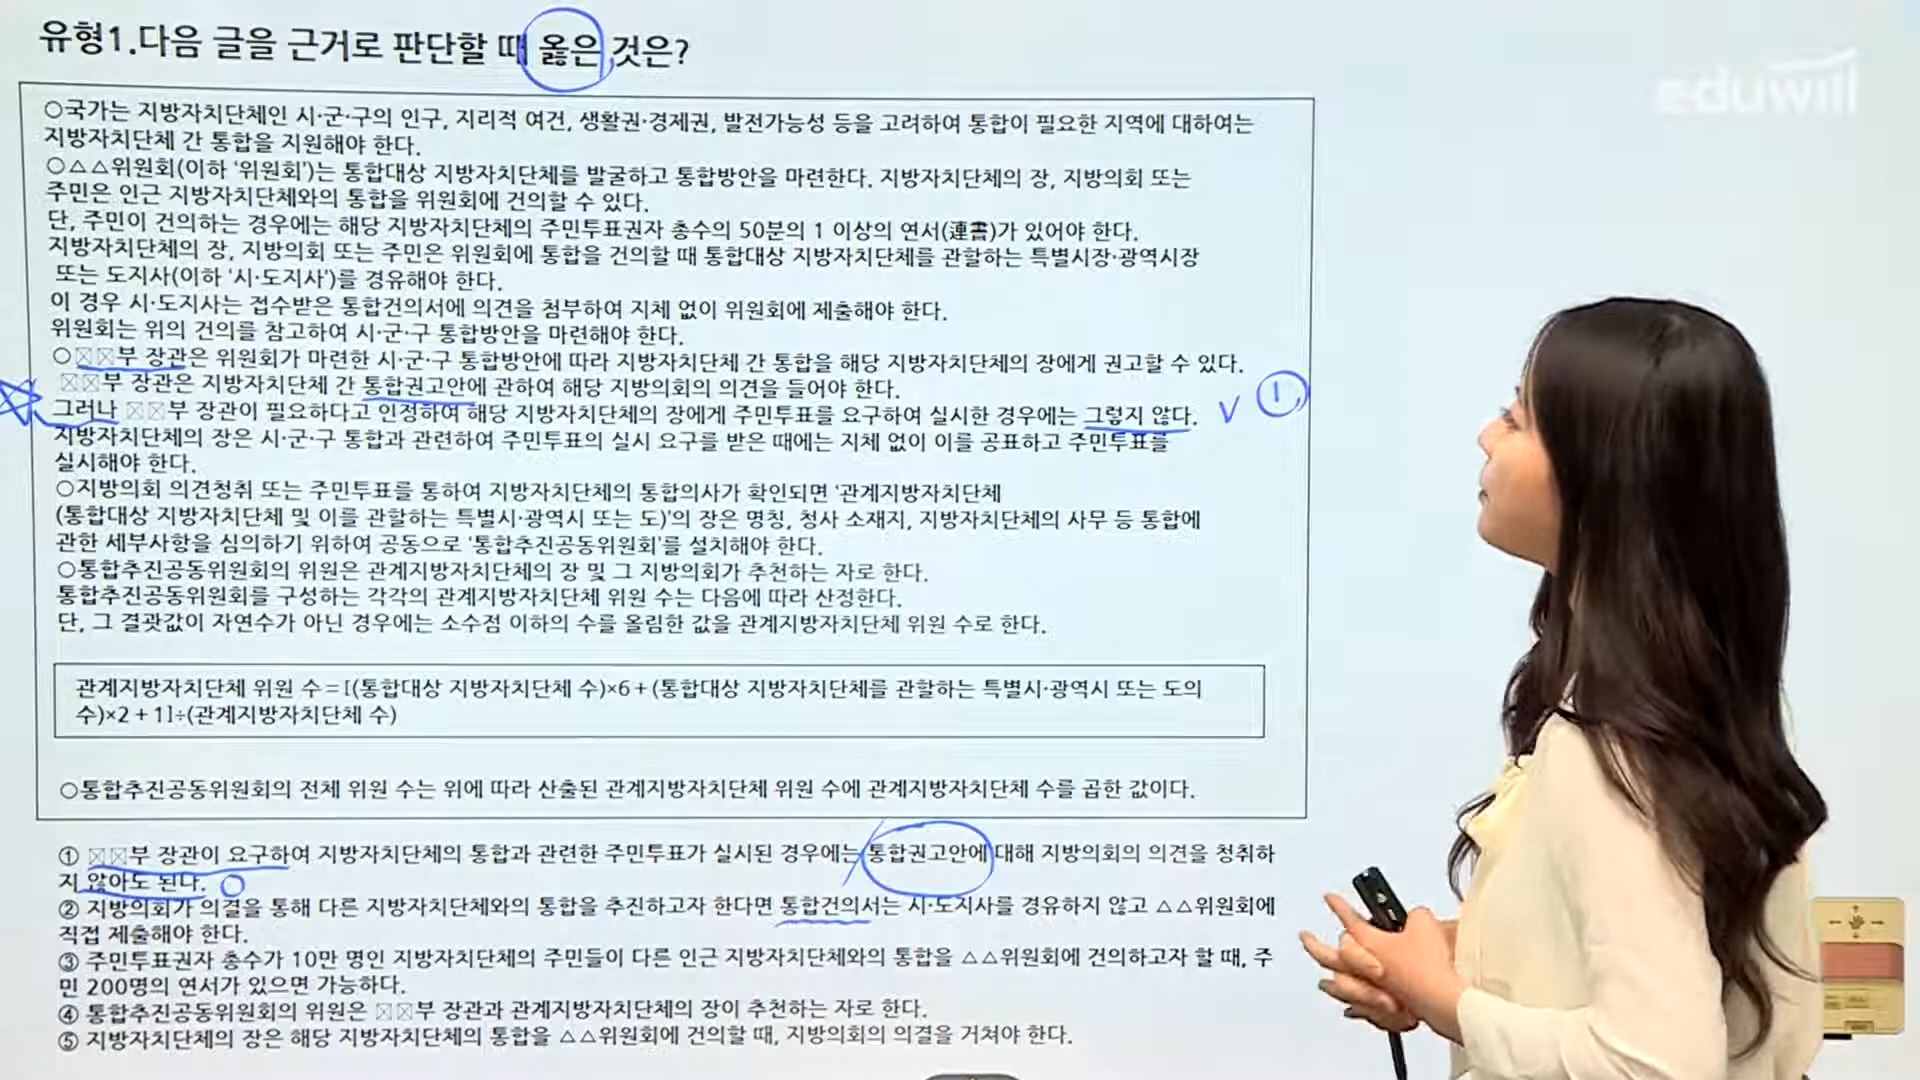 유형1.다음 글을 근거로 판단할 때 옳은 것은?
eduwill
○국가는 지방자치단체인 시·군·구의 인구, 지리적 여건, 생활권·경제권, 발전가능성 등을 고려하여 통합이 필요한 지역에 대하여는
지방자치단체 간 통합을 지원해야 한다.
○△△위원회(이하 '위원회')는 통합대상 지방자치단체를 발굴하고 통합방안을 마련한다. 지방자치단체의 장, 지방의회 또는
주민은 인근 지방자치단체와의 통합을 위원회에 건의할 수 있다.
단, 주민이 건의하는 경우에는 해당 지방자치단체의 주민투표권자 총수의 50분의 1 이상의 연서(連書)가 있어야 한다.
지방자치단체의 장, 지방의회 또는 주민은 위원회에 통합을 건의할 때 통합대상 지방자치단체를 관할하는 특별시장·광역시장
또는 도지사(이하 '시·도지사')를 경유해야 한다.
이 경우 시·도지사는 접수받은 통합건의서에 의견을 첨부하여 지체 없이 위원회에 제출해야 한다.
위원회는 위의 건의를 참고하여 시·군·구 통합방안을 마련해야 한다.
○☒☒부 장관은 위원회가 마련한 시·군·구 통합방안에 따라 지방자치단체 간 통합을 해당 지방자치단체의 장에게 권고할 수 있다.
☒☒부 장관은 지방자치단체 간 통합권고안에 관하여 해당 지방의회의 의견을 들어야 한다.
그러나 ☒☒부 장관이 필요하다고 인정하여 해당 지방자치단체의 장에게 주민투표를 요구하여 실시한 경우에는 그렇지 않다. V ①
지방자치단체의 장은 시·군·구 통합과 관련하여 주민투표의 실시 요구를 받은 때에는 지체 없이 이를 공표하고 주민투표를
실시해야 한다.
○지방의회 의견청취 또는 주민투표를 통하여 지방자치단체의 통합의사가 확인되면 '관계지방자치단체
(통합대상 지방자치단체 및 이를 관할하는 특별시·광역시 또는 도)'의 장은 명칭, 청사 소재지, 지방자치단체의 사무 등 통합에
관한 세부사항을 심의하기 위하여 공동으로 '통합추진공동위원회'를 설치해야 한다.
○통합추진공동위원회의 위원은 관계지방자치단체의 장 및 그 지방의회가 추천하는 자로 한다.
통합추진공동위원회를 구성하는 각각의 관계지방자치단체 위원 수는 다음에 따라 산정한다.
단, 그 결괏값이 자연수가 아닌 경우에는 소수점 이하의 수를 올림한 값을 관계지방자치단체 위원 수로 한다.
관계지방자치단체 위원 수 = [(통합대상 지방자치단체 수)×6 + (통합대상 지방자치단체를 관할하는 특별시·광역시 또는 도의
수)×2 + 1]÷(관계지방자치단체 수)
○통합추진공동위원회의 전체 위원 수는 위에 따라 산출된 관계지방자치단체 위원 수에 관계지방자치단체 수를 곱한 값이다.
① ☒☒부 장관이 요구하여 지방자치단체의 통합과 관련한 주민투표가 실시된 경우에는 통합권고안에 대해 지방의회의 의견을 청취하
지 않아도 된다. ○
② 지방의회가 의결을 통해 다른 지방자치단체와의 통합을 추진하고자 한다면 통합건의서는 시·도지사를 경유하지 않고 △△위원회에
직접 제출해야 한다.
③ 주민투표권자 총수가 10만 명인 지방자치단체의 주민들이 다른 인근 지방자치단체와의 통합을 △△위원회에 건의하고자 할 때, 주
민 200명의 연서가 있으면 가능하다.
④ 통합추진공동위원회의 위원은 ☒☒부 장관과 관계지방자치단체의 장이 추천하는 자로 한다.
⑤ 지방자치단체의 장은 해당 지방자치단체의 통합을 △△위원회에 건의할 때, 지방의회의 의결을 거쳐야 한다.